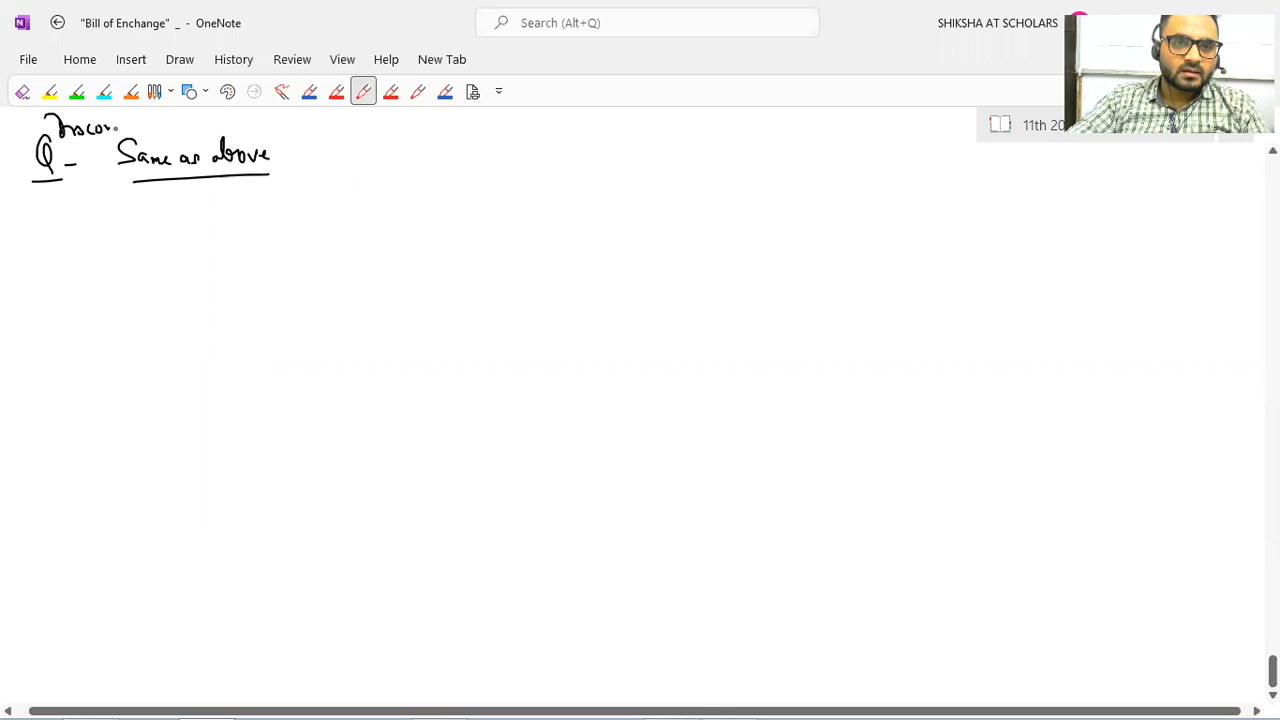 "Bill of Enchange" _ - OneNote
Search (Alt+Q)
SHIKSHA AT SCHOLARS
File Home Insert Draw History Review View Help New Tab
11th 20
Discou
Q - Same as above